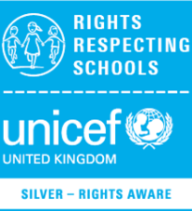 RIGHTS
RESPECTING
SCHOOLS
unicef
UNITED KINGDOM
SILVER – RIGHTS AWARE